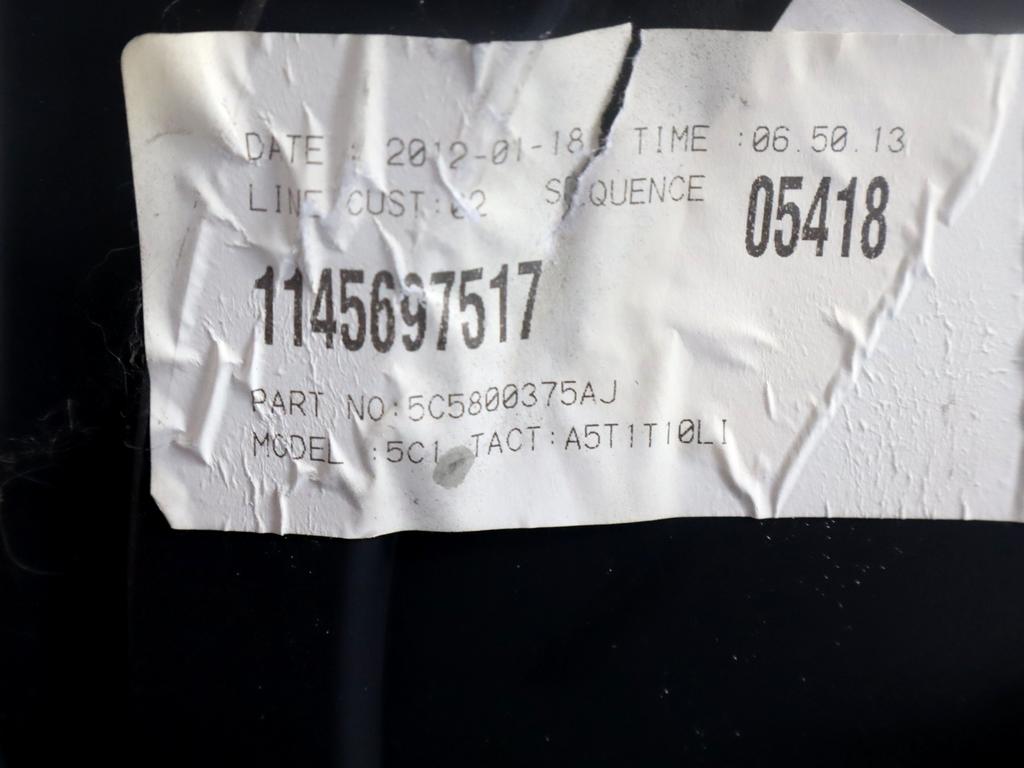 DATE : 2012-01-18 TIME :06.50.13
LINE CUST:02 SEQUENCE 05418
1145697517
PART NO:5C5800375AJ
MODEL :5C1 TACT:A5T1T10LI